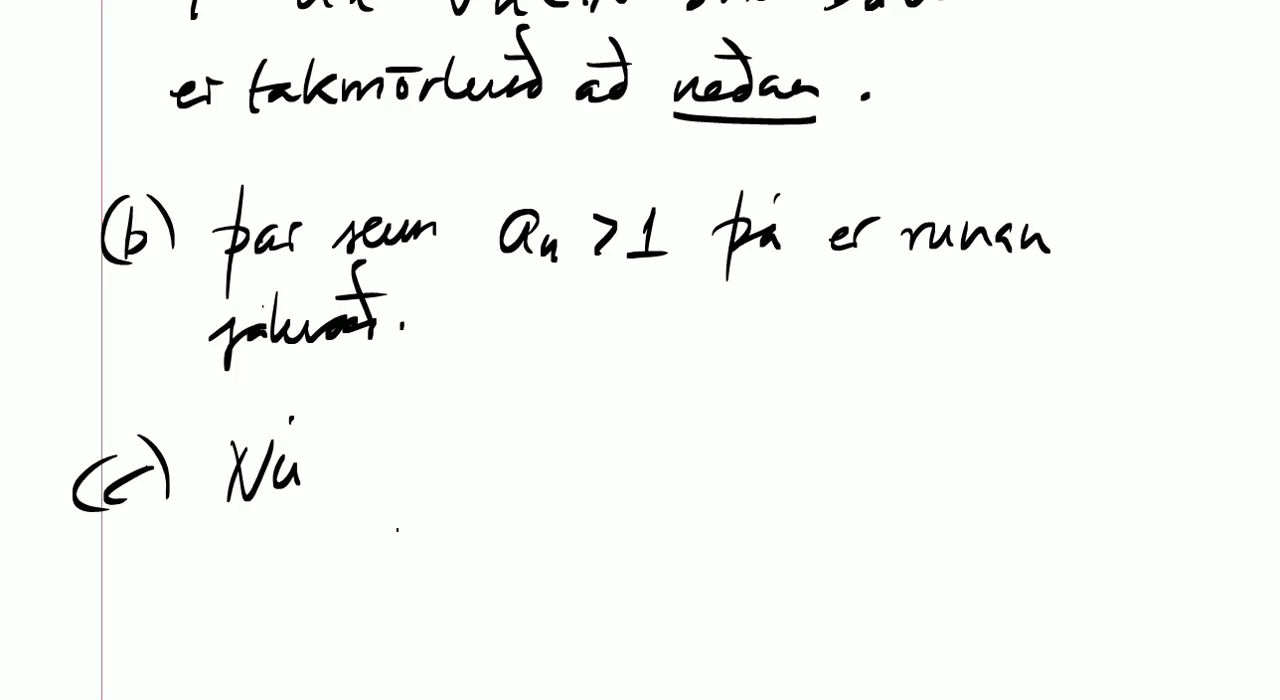 er takmörkuð að neðan.
(b) þar sem aₙ > 1 þá er runan
jákvæð.
(c) Nú